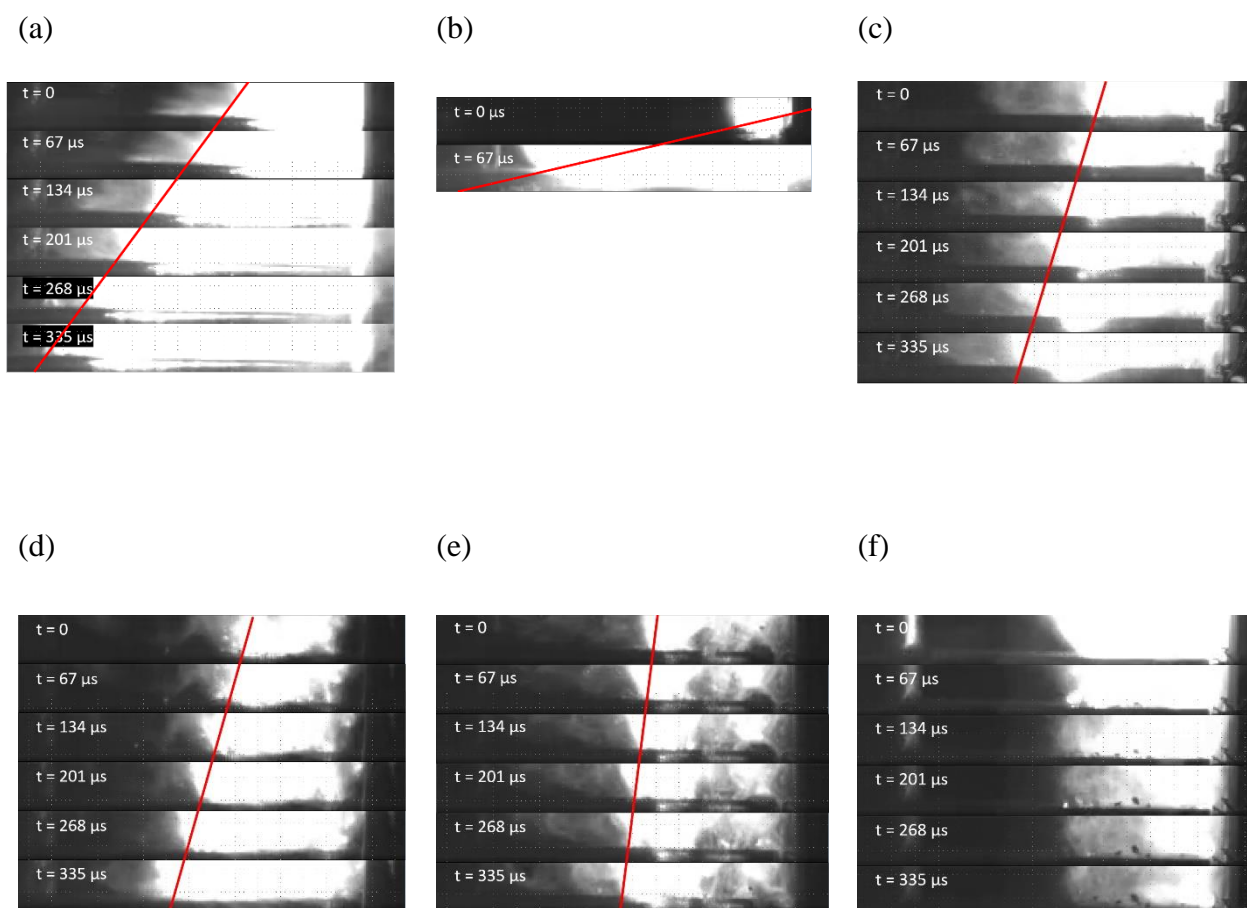 (a)
t = 0
t = 67 µs
t = 134 µs
t = 201 µs
t = 268 µs
t = 335 µs
(b)
t = 0 µs
t = 67 µs
(c)
t = 0
t = 67 µs
t = 134 µs
t = 201 µs
t = 268 µs
t = 335 µs
(d)
t = 0
t = 67 µs
t = 134 µs
t = 201 µs
t = 268 µs
t = 335 µs
(e)
t = 0
t = 67 µs
t = 134 µs
t = 201 µs
t = 268 µs
t = 335 µs
(f)
t = 0
t = 67 µs
t = 134 µs
t = 201 µs
t = 268 µs
t = 335 µs